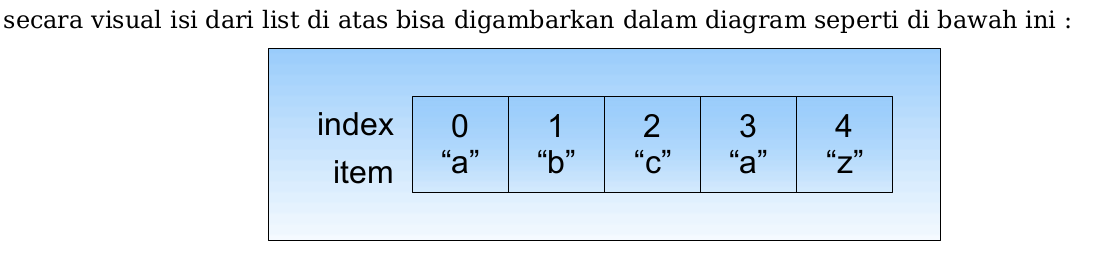 secara visual isi dari list di atas bisa digambarkan dalam diagram seperti di bawah ini :
index 0 1 2 3 4
item “a” “b” “c” “a” “z”